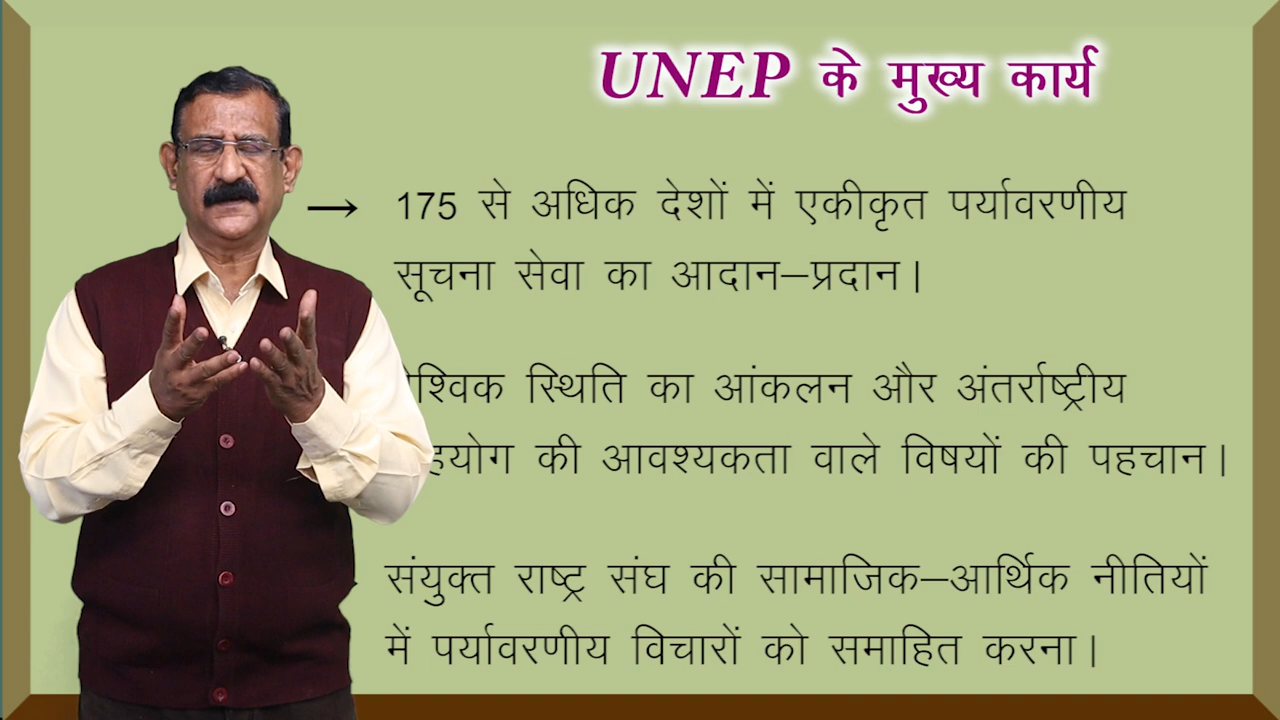 UNEP के मुख्य कार्य
→ 175 से अधिक देशों में एकीकृत पर्यावरणीय
सूचना सेवा का आदान–प्रदान।
स्थिति का आंकलन और अंतर्राष्ट्रीय
की आवश्यकता वाले विषयों की पहचान।
संयुक्त राष्ट्र संघ की सामाजिक–आर्थिक नीतियों
में पर्यावरणीय विचारों को समाहित करना।